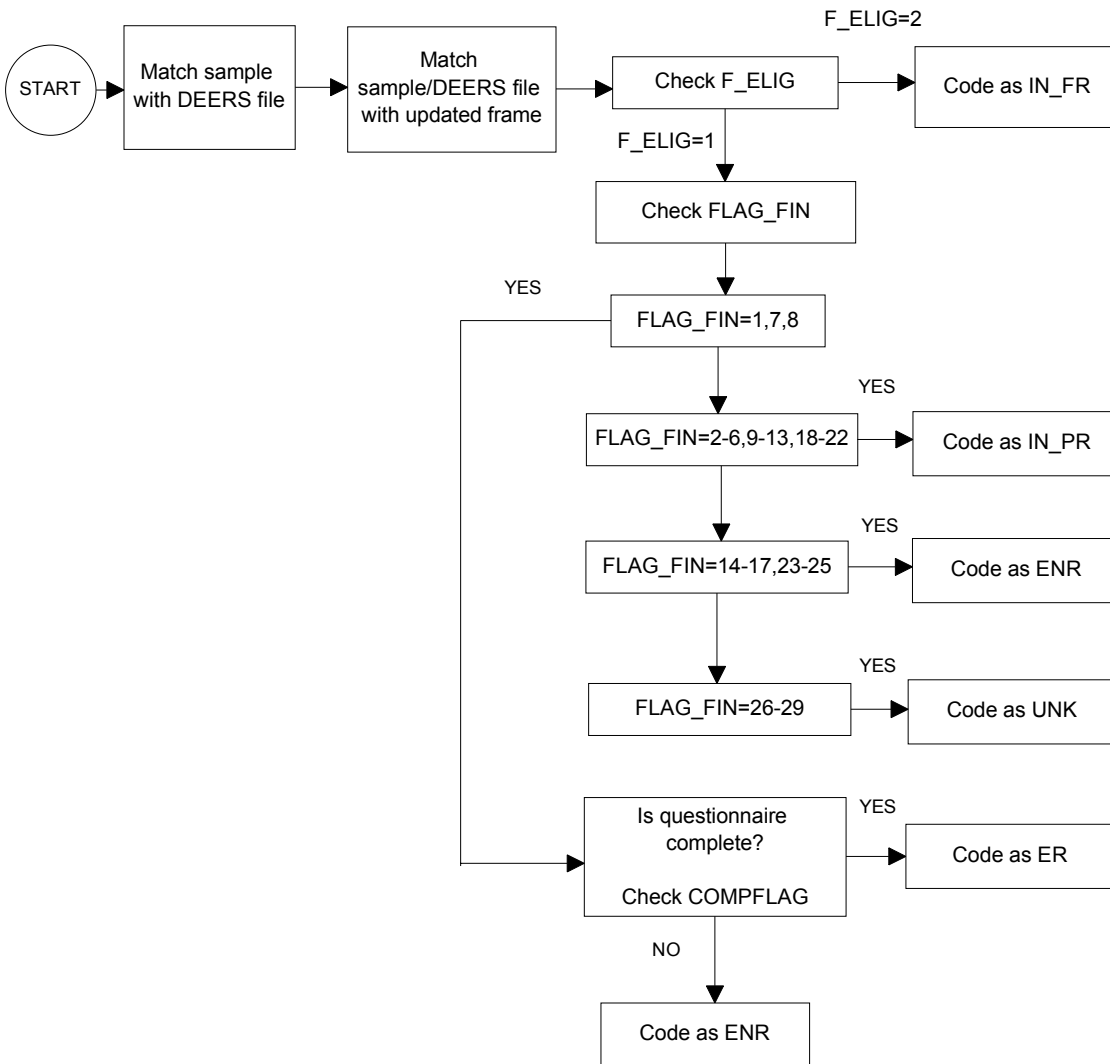 F_ELIG=2
START
Match sample
with DEERS file
Match
sample/DEERS file
with updated frame
Check F_ELIG
Code as IN_FR
F_ELIG=1
Check FLAG_FIN
YES
FLAG_FIN=1,7,8
YES
FLAG_FIN=2-6,9-13,18-22
Code as IN_PR
YES
FLAG_FIN=14-17,23-25
Code as ENR
YES
FLAG_FIN=26-29
Code as UNK
Is questionnaire
complete?
Check COMPFLAG
YES
Code as ER
NO
Code as ENR